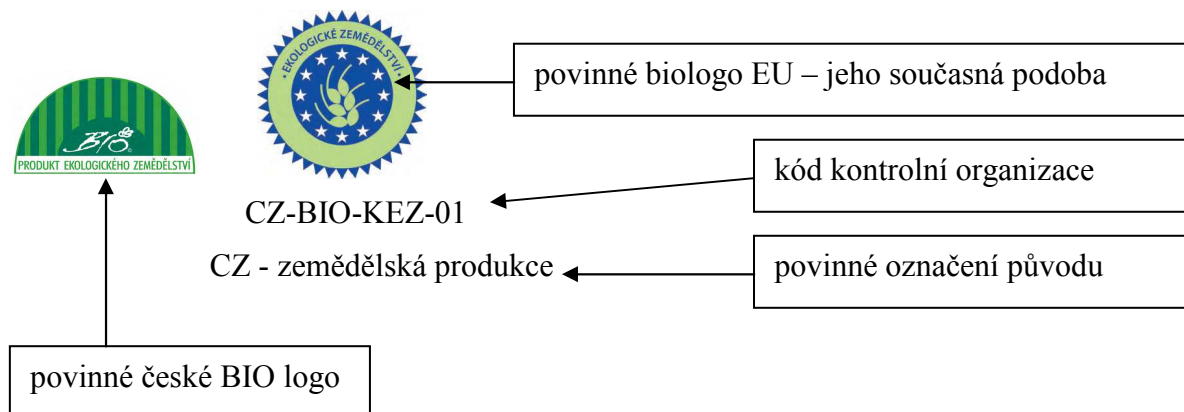 · EKOLOGICKÉ ZEMĚDĚLSTVÍ ·
povinné biologo EU – jeho současná podoba
BIO
PRODUKT EKOLOGICKÉHO ZEMĚDĚLSTVÍ
kód kontrolní organizace
CZ-BIO-KEZ-01
CZ - zemědělská produkce
povinné označení původu
povinné české BIO logo